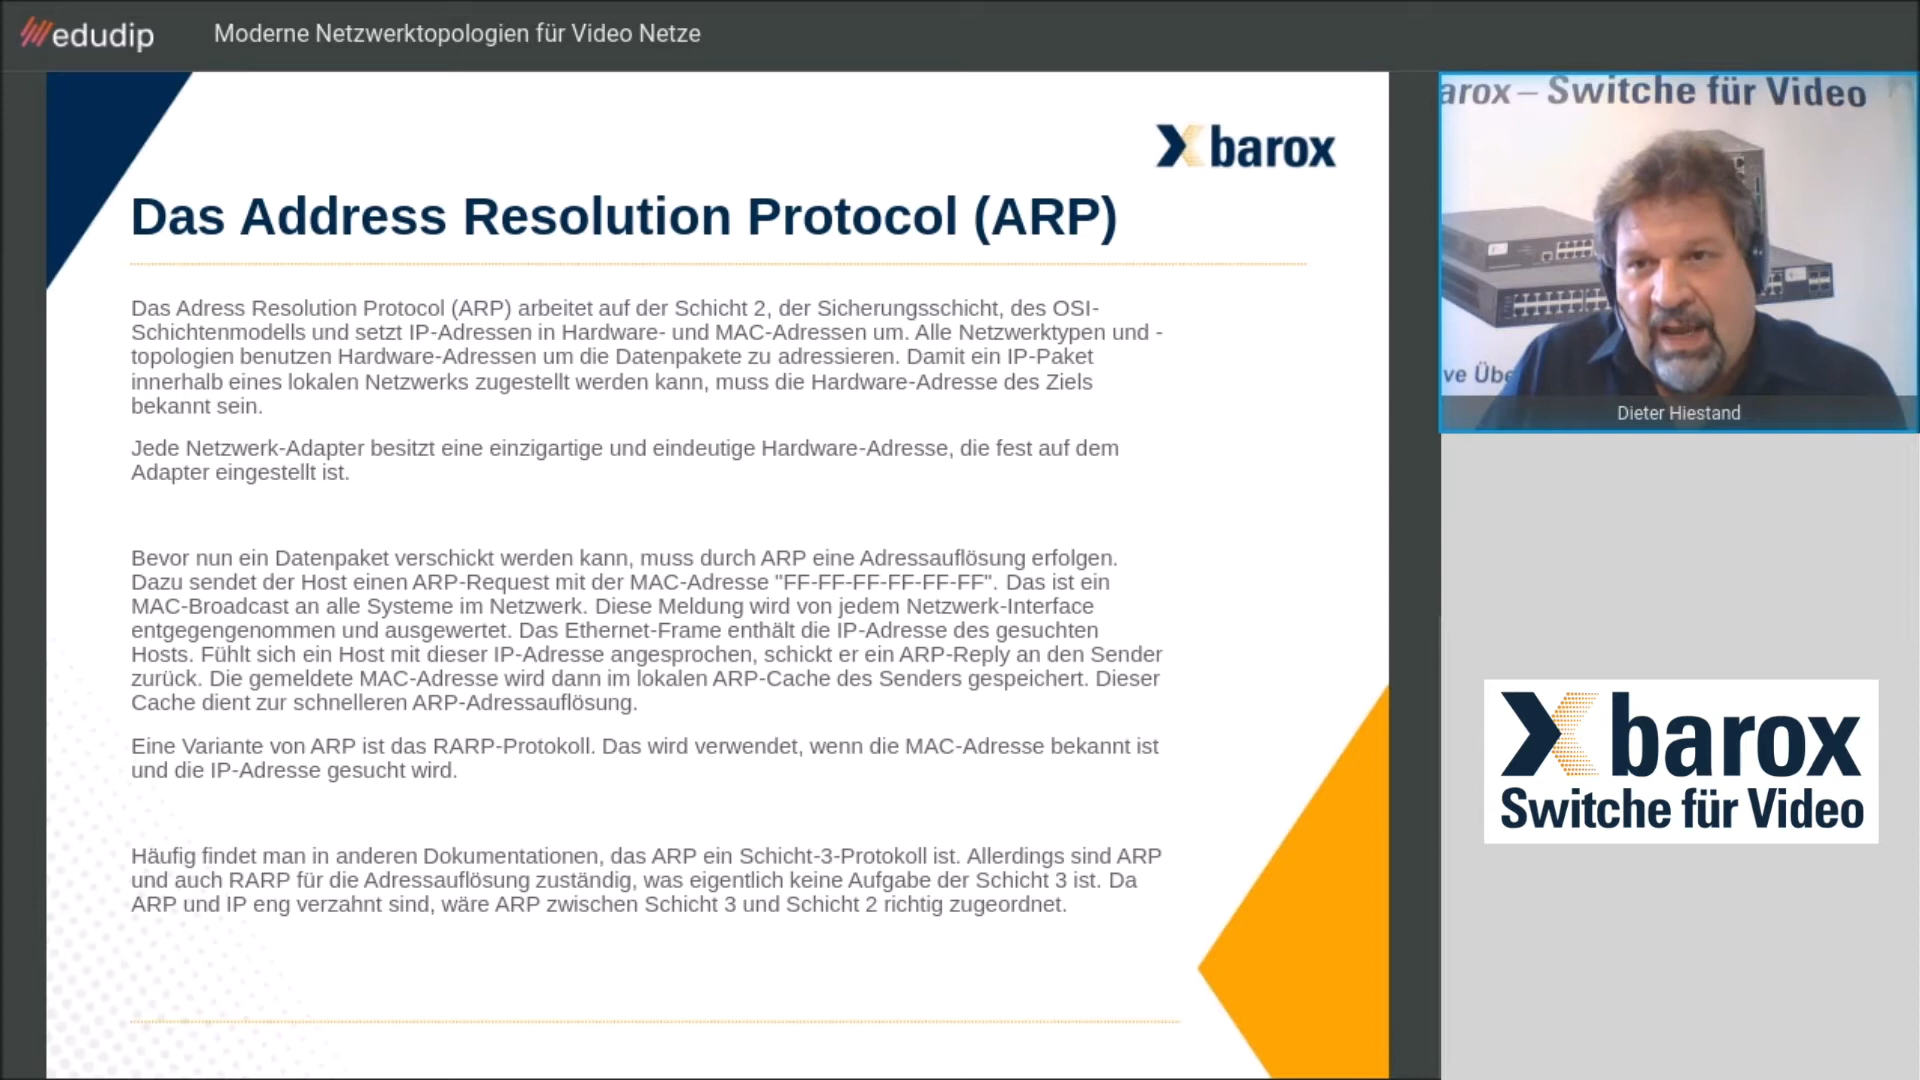 edudip
Moderne Netzwerktopologien für Video Netze
barox
Das Address Resolution Protocol (ARP)
Das Adress Resolution Protocol (ARP) arbeitet auf der Schicht 2, der Sicherungsschicht, des OSI-
Schichtenmodells und setzt IP-Adressen in Hardware- und MAC-Adressen um. Alle Netzwerktypen und -
topologien benutzen Hardware-Adressen um die Datenpakete zu adressieren. Damit ein IP-Paket
innerhalb eines lokalen Netzwerks zugestellt werden kann, muss die Hardware-Adresse des Ziels
bekannt sein.
Jede Netzwerk-Adapter besitzt eine einzigartige und eindeutige Hardware-Adresse, die fest auf dem
Adapter eingestellt ist.
Bevor nun ein Datenpaket verschickt werden kann, muss durch ARP eine Adressauflösung erfolgen.
Dazu sendet der Host einen ARP-Request mit der MAC-Adresse "FF-FF-FF-FF-FF-FF". Das ist ein
MAC-Broadcast an alle Systeme im Netzwerk. Diese Meldung wird von jedem Netzwerk-Interface
entgegengenommen und ausgewertet. Das Ethernet-Frame enthält die IP-Adresse des gesuchten
Hosts. Fühlt sich ein Host mit dieser IP-Adresse angesprochen, schickt er ein ARP-Reply an den Sender
zurück. Die gemeldete MAC-Adresse wird dann im lokalen ARP-Cache des Senders gespeichert. Dieser
Cache dient zur schnelleren ARP-Adressauflösung.
Eine Variante von ARP ist das RARP-Protokoll. Das wird verwendet, wenn die MAC-Adresse bekannt ist
und die IP-Adresse gesucht wird.
Häufig findet man in anderen Dokumentationen, das ARP ein Schicht-3-Protokoll ist. Allerdings sind ARP
und auch RARP für die Adressauflösung zuständig, was eigentlich keine Aufgabe der Schicht 3 ist. Da
ARP und IP eng verzahnt sind, wäre ARP zwischen Schicht 3 und Schicht 2 richtig zugeordnet.
arox – Switche für Video
ve Übe
Dieter Hiestand
barox
Switche für Video